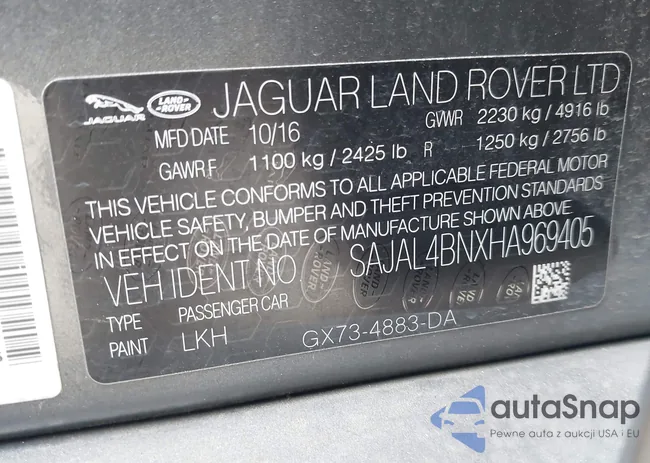 JAGUAR
LAND
ROVER
JAGUAR LAND ROVER LTD
MFD DATE 10/16 GVWR 2230 kg / 4916 lb
GAWR F 1100 kg / 2425 lb R 1250 kg / 2756 lb
THIS VEHICLE CONFORMS TO ALL APPLICABLE FEDERAL MOTOR
VEHICLE SAFETY, BUMPER AND THEFT PREVENTION STANDARDS
IN EFFECT ON THE DATE OF MANUFACTURE SHOWN ABOVE
VEH IDENT NO SAJAL4BNXHA969405
TYPE PASSENGER CAR
PAINT LKH GX73-4883-DA
autaSnap
Pewne auta z aukcji USA i EU